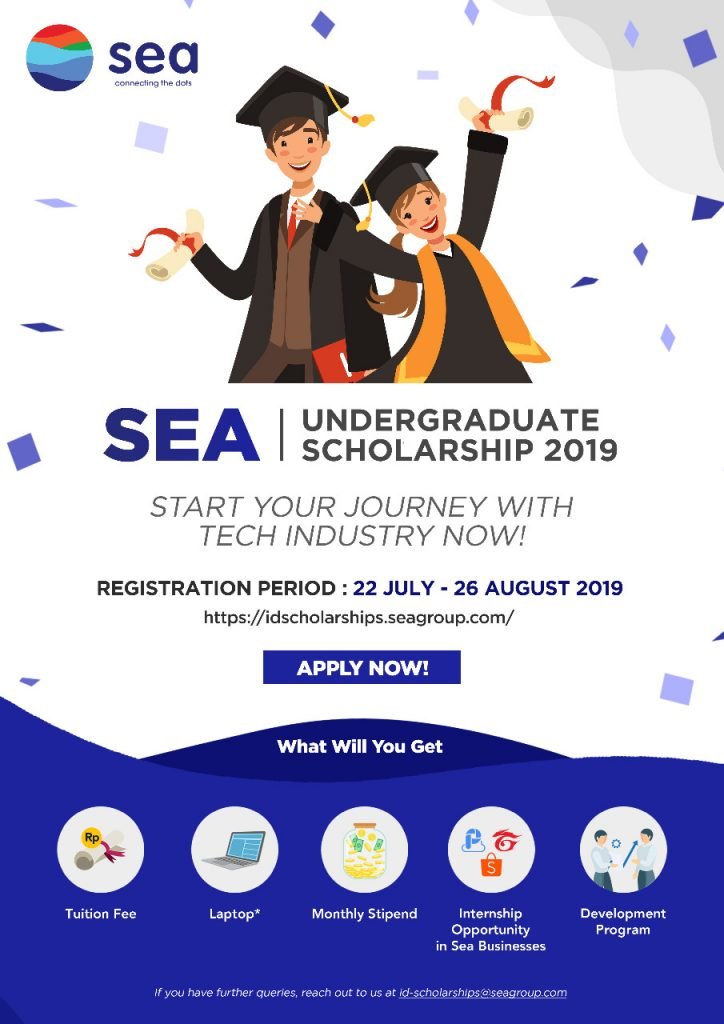 sea
connecting the dots
SEA
UNDERGRADUATE
SCHOLARSHIP 2019
START YOUR JOURNEY WITH
TECH INDUSTRY NOW!
REGISTRATION PERIOD : 22 JULY - 26 AUGUST 2019
https://idscholarships.seagroup.com/
APPLY NOW!
What Will You Get
Rp
S
Tuition Fee
Laptop*
Monthly Stipend
Internship
Opportunity
in Sea Businesses
Development
Program
If you have further queries, reach out to us at id-scholarships@seagroup.com